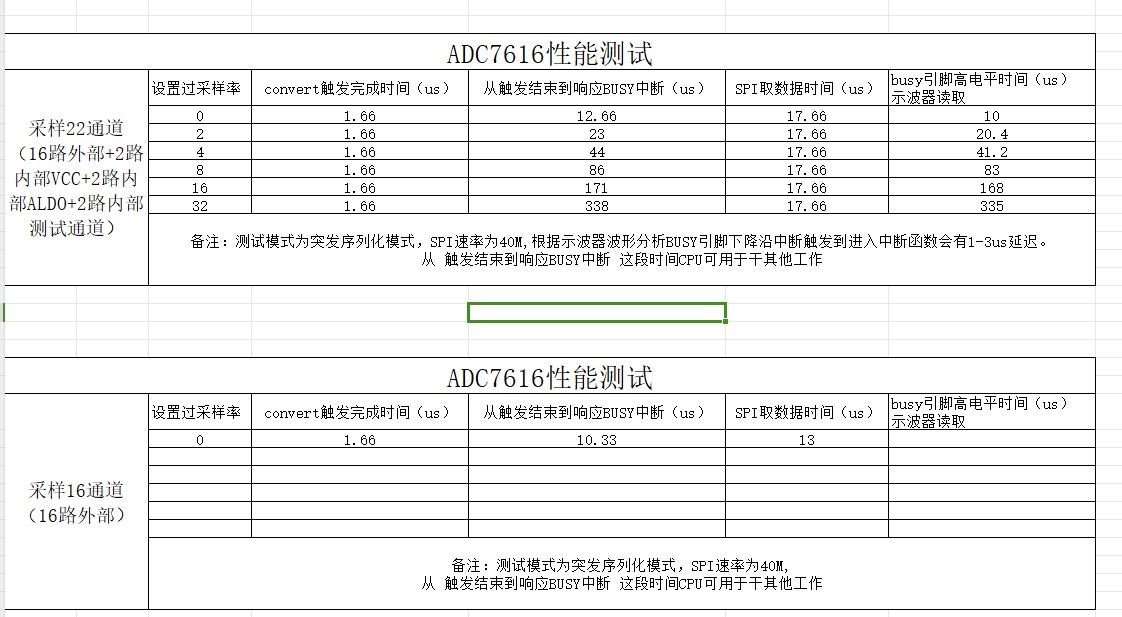 ADC7616性能测试
设置过采样率 convert触发完成时间（us） 从触发结束到响应BUSY中断（us） SPI取数据时间（us） busy引脚高电平时间（us）
示波器读取
采样22通道
（16路外部+2路
内部VCC+2路内
部ALDO+2路内部
测试通道）
0 1.66 12.66 17.66 10
2 1.66 23 17.66 20.4
4 1.66 44 17.66 41.2
8 1.66 86 17.66 83
16 1.66 171 17.66 168
32 1.66 338 17.66 335
备注：测试模式为突发序列化模式，SPI速率为40M,根据示波器波形分析BUSY引脚下降沿中断触发到进入中断函数会有1-3us延迟。
从 触发结束到响应BUSY中断 这段时间CPU可用于干其他工作
ADC7616性能测试
设置过采样率 convert触发完成时间（us） 从触发结束到响应BUSY中断（us） SPI取数据时间（us） busy引脚高电平时间（us）
示波器读取
采样16通道
（16路外部）
0 1.66 10.33 13
备注：测试模式为突发序列化模式，SPI速率为40M,
从 触发结束到响应BUSY中断 这段时间CPU可用于干其他工作